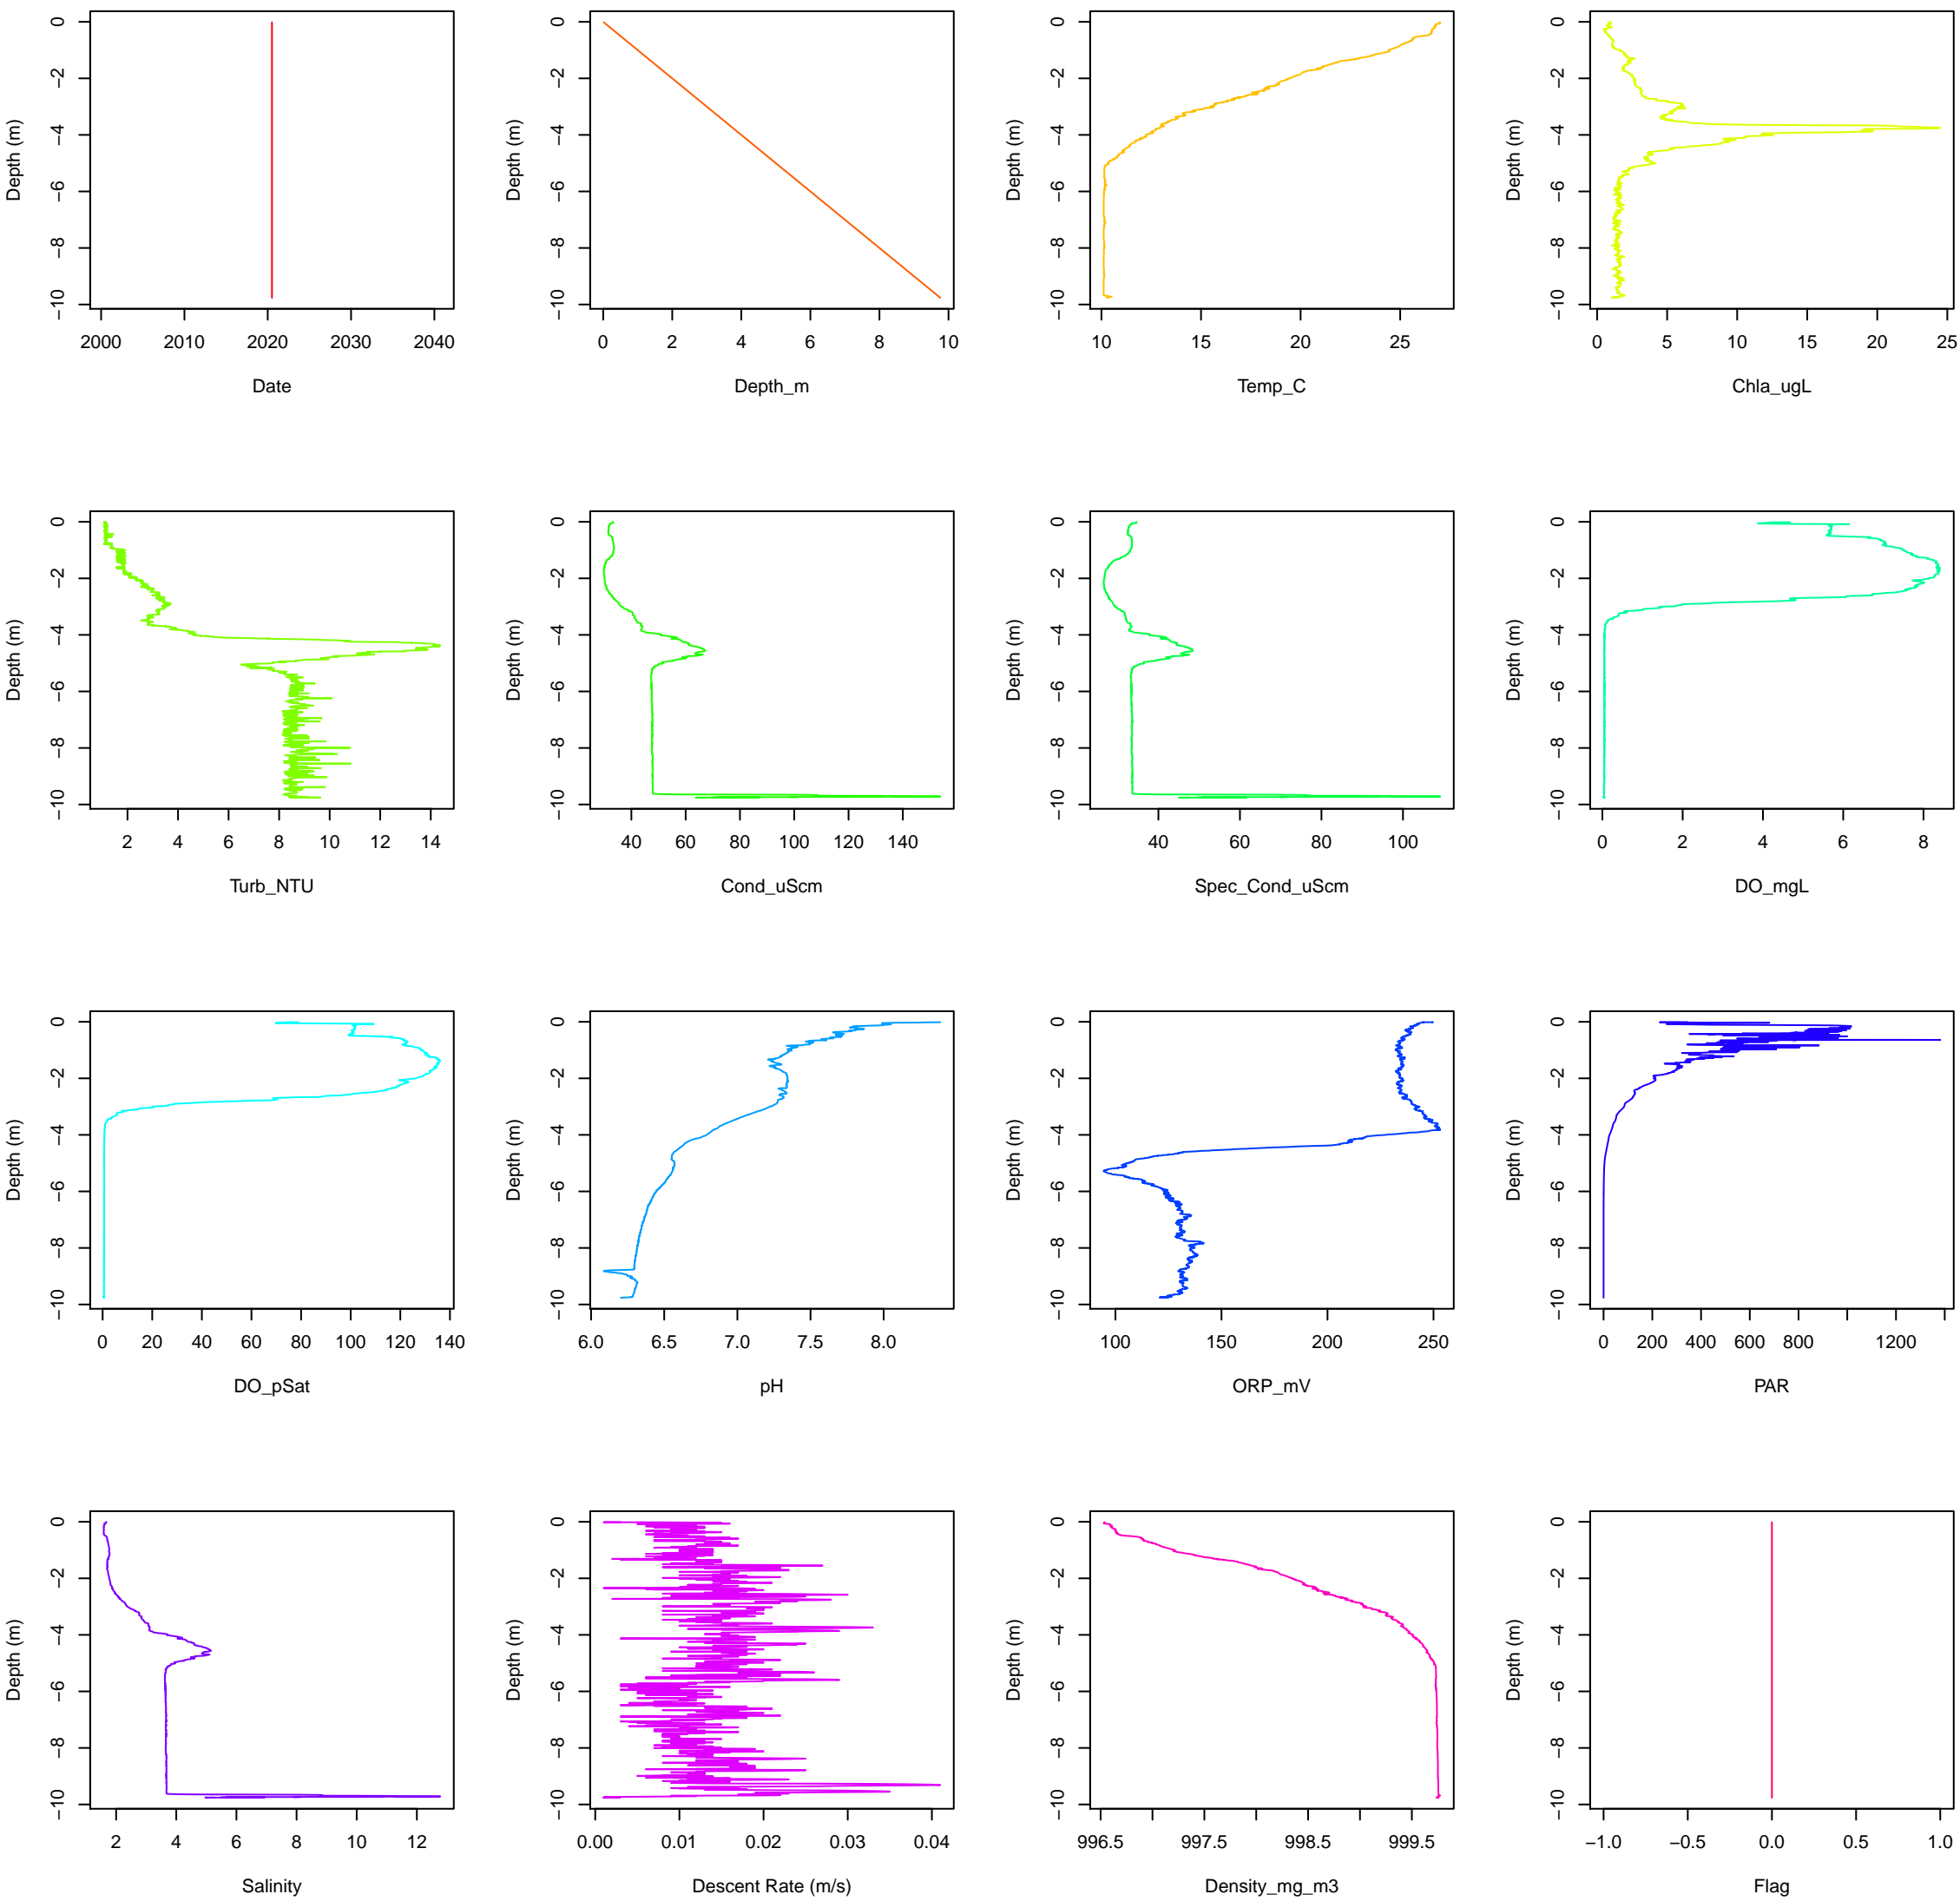 Depth (m)
0
−2
−4
−6
−8
−10
2000 2010 2020 2030 2040
Date
Depth (m)
0
−2
−4
−6
−8
−10
0 2 4 6 8 10
Depth_m
Depth (m)
0
−2
−4
−6
−8
−10
10 15 20 25
Temp_C
Depth (m)
0
−2
−4
−6
−8
−10
0 5 10 15 20 25
Chla_ugL
Depth (m)
0
−2
−4
−6
−8
−10
2 4 6 8 10 12 14
Turb_NTU
Depth (m)
0
−2
−4
−6
−8
−10
40 60 80 100 120 140
Cond_uScm
Depth (m)
0
−2
−4
−6
−8
−10
40 60 80 100
Spec_Cond_uScm
Depth (m)
0
−2
−4
−6
−8
−10
0 2 4 6 8
DO_mgL
Depth (m)
0
−2
−4
−6
−8
−10
0 20 40 60 80 100 120 140
DO_pSat
Depth (m)
0
−2
−4
−6
−8
−10
6.0 6.5 7.0 7.5 8.0
pH
Depth (m)
0
−2
−4
−6
−8
−10
100 150 200 250
ORP_mV
Depth (m)
0
−2
−4
−6
−8
−10
0 200 400 600 800 1200
PAR
Depth (m)
0
−2
−4
−6
−8
−10
2 4 6 8 10 12
Salinity
Depth (m)
0
−2
−4
−6
−8
−10
0.00 0.01 0.02 0.03 0.04
Descent Rate (m/s)
Depth (m)
0
−2
−4
−6
−8
−10
996.5 997.5 998.5 999.5
Density_mg_m3
Depth (m)
0
−2
−4
−6
−8
−10
−1.0 −0.5 0.0 0.5 1.0
Flag